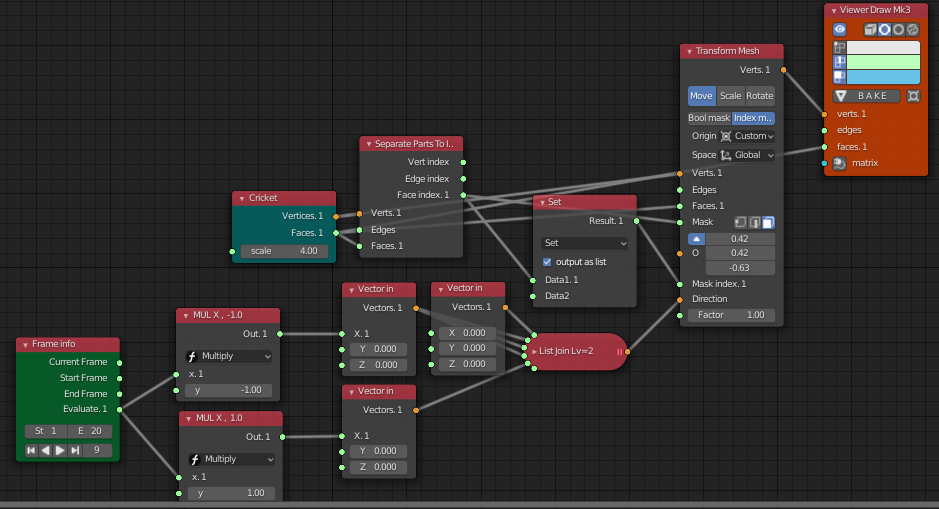 Viewer Draw Mk3
BAKE
verts. 1
edges
faces. 1
matrix
Transform Mesh
Verts. 1
Move Scale Rotate
Bool mask Index m..
Origin Custom
Space Global
Verts. 1
Edges
Faces. 1
Mask
0.42
O 0.42
-0.63
Mask index. 1
Direction
Factor 1.00
Separate Parts To I..
Vert index
Edge index
Face index. 1
Verts. 1
Edges
Faces. 1
Cricket
Vertices. 1
Faces. 1
scale 4.00
Set
Result. 1
Set
output as list
Data1. 1
Data2
Vector in
Vectors. 1
X. 1
Y 0.000
Z 0.000
Vector in
Vectors. 1
X 0.000
Y 0.000
Z 0.000
List Join Lv=2
MUL X , -1.0
Out. 1
Multiply
x. 1
y -1.00
Frame info
Current Frame
Start Frame
End Frame
Evaluate. 1
St 1 E 20
9
Vector in
Vectors. 1
X. 1
Y 0.000
Z 0.000
MUL X , 1.0
Out. 1
Multiply
x. 1
y 1.00